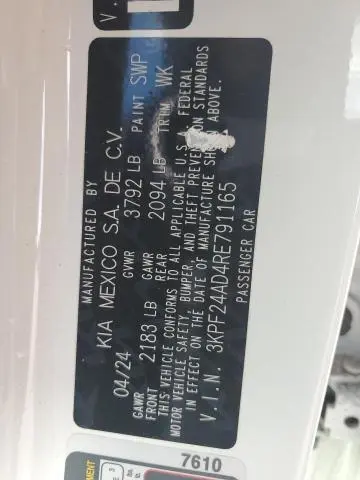 MANUFACTURED BY
KIA MEXICO S.A. DE C.V.
04/24 GVWR 3792 LB PAINT SWP
GAWR FRONT 2183 LB GAWR REAR 2094 LB TRIM WK
THIS VEHICLE CONFORMS TO ALL APPLICABLE U.S. FEDERAL
MOTOR VEHICLE SAFETY, BUMPER, AND THEFT PREVENTION STANDARDS
IN EFFECT ON THE DATE OF MANUFACTURE SHOWN ABOVE.
V.I.N. 3KPF24AD4RE791165
PASSENGER CAR
7610
V.